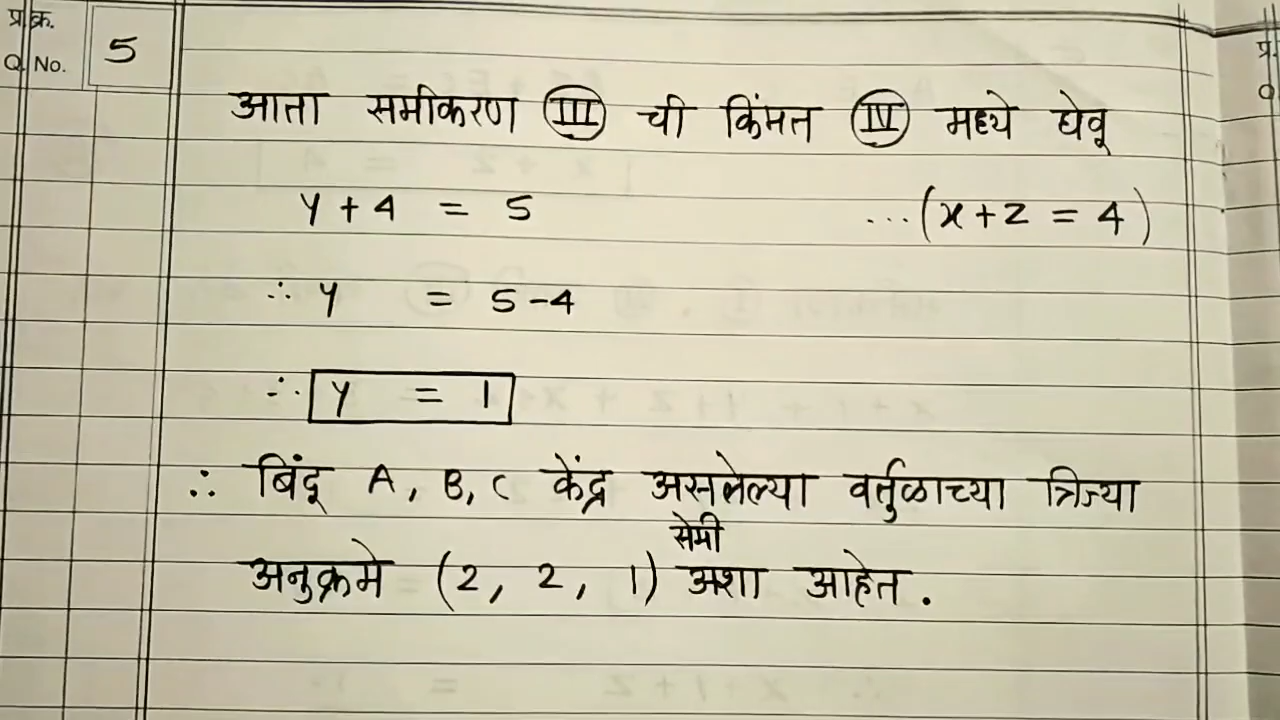 प्र.क्र.
Q. No.
5
आता समीकरण III ची किंमत IV मध्ये घेवू
y + 4 = 5 ...(x + z = 4)
∴ y = 5 - 4
∴ y = 1
∴ बिंदू A, B, C केंद्र असलेल्या वर्तुळाच्या त्रिज्या
सेमी
अनुक्रमे (2, 2, 1) अशा आहेत.
प्र.
Q